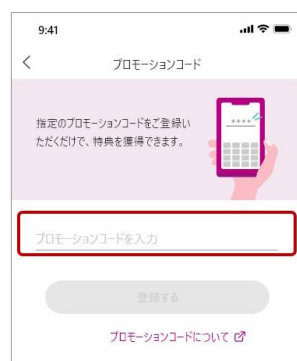 9:41
プロモーションコード
指定のプロモーションコードをご登録い
ただくだけで、特典を獲得できます。
****
プロモーションコードを入力
登録する
プロモーションコードについて